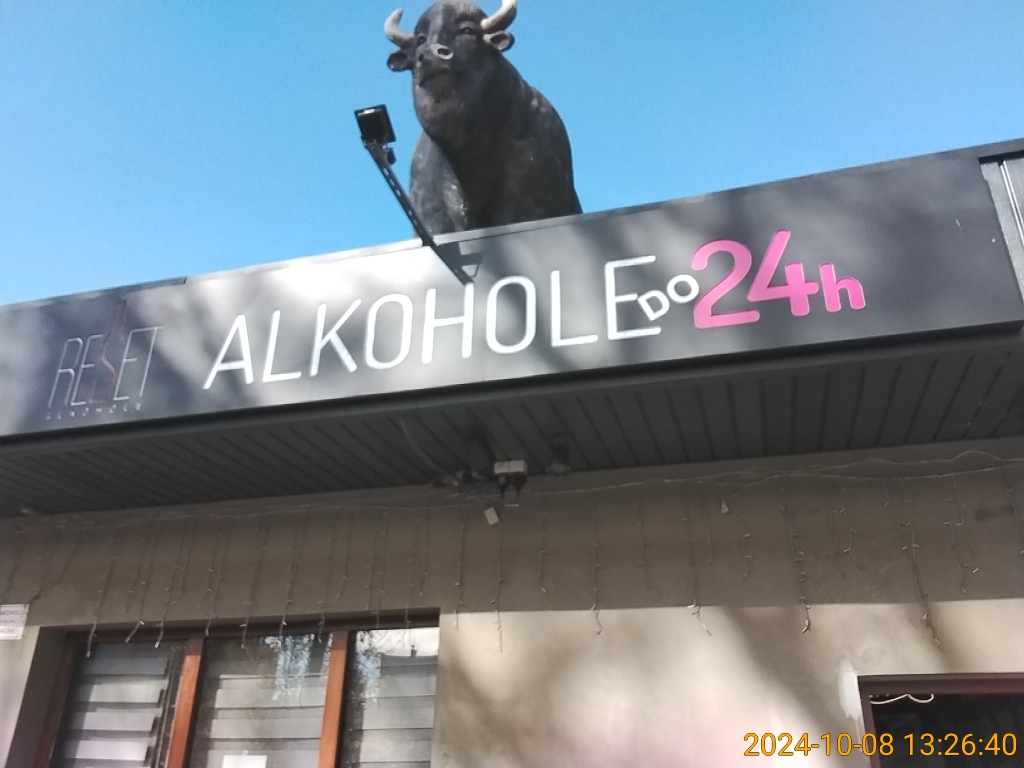 RESET
ALKOHOLE
ALKOHOLE DO 24h
2024-10-08 13:26:40